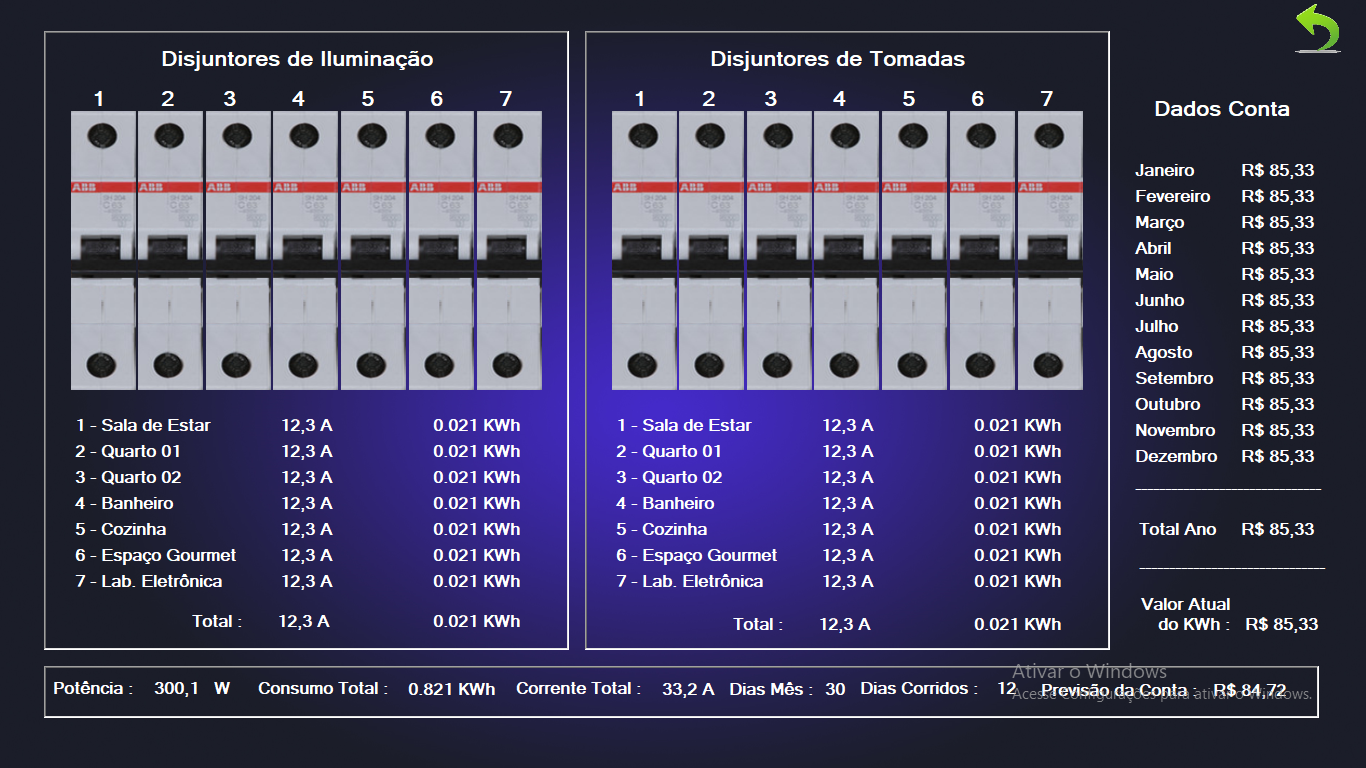 Disjuntores de Iluminação
1 2 3 4 5 6 7
ABB ABB ABB ABB ABB ABB ABB
1 - Sala de Estar 12,3 A 0.021 KWh
2 - Quarto 01 12,3 A 0.021 KWh
3 - Quarto 02 12,3 A 0.021 KWh
4 - Banheiro 12,3 A 0.021 KWh
5 - Cozinha 12,3 A 0.021 KWh
6 - Espaço Gourmet 12,3 A 0.021 KWh
7 - Lab. Eletrônica 12,3 A 0.021 KWh
Total : 12,3 A 0.021 KWh
Disjuntores de Tomadas
1 2 3 4 5 6 7
ABB ABB ABB ABB ABB ABB ABB
1 - Sala de Estar 12,3 A 0.021 KWh
2 - Quarto 01 12,3 A 0.021 KWh
3 - Quarto 02 12,3 A 0.021 KWh
4 - Banheiro 12,3 A 0.021 KWh
5 - Cozinha 12,3 A 0.021 KWh
6 - Espaço Gourmet 12,3 A 0.021 KWh
7 - Lab. Eletrônica 12,3 A 0.021 KWh
Total : 12,3 A 0.021 KWh
Dados Conta
Janeiro R$ 85,33
Fevereiro R$ 85,33
Março R$ 85,33
Abril R$ 85,33
Maio R$ 85,33
Junho R$ 85,33
Julho R$ 85,33
Agosto R$ 85,33
Setembro R$ 85,33
Outubro R$ 85,33
Novembro R$ 85,33
Dezembro R$ 85,33
Total Ano R$ 85,33
Valor Atual
do KWh : R$ 85,33
Potência : 300,1 W Consumo Total : 0.821 KWh Corrente Total : 33,2 A Dias Mês : 30 Dias Corridos : 12 Previsão da Conta : R$ 84,72
Ativar o Windows
Acesse Configurações para ativar o Windows.